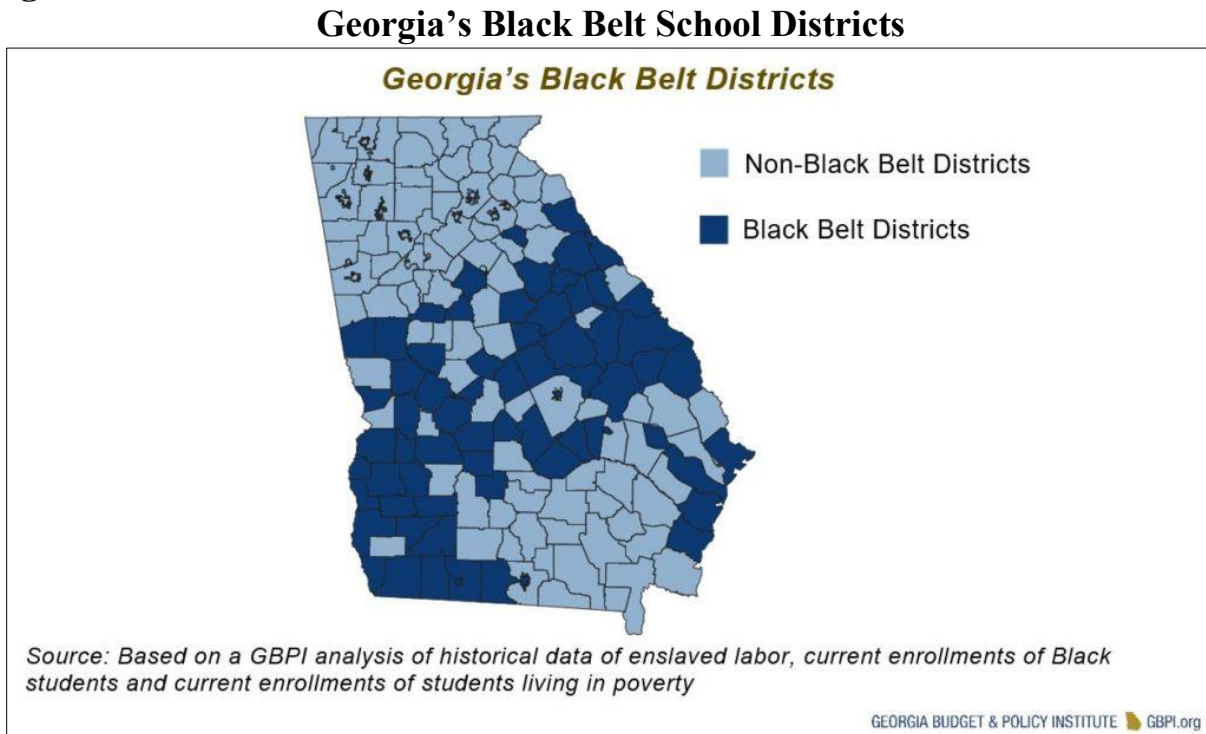 Georgia's Black Belt School Districts
Georgia's Black Belt Districts
Non-Black Belt Districts
Black Belt Districts
Source: Based on a GBPI analysis of historical data of enslaved labor, current enrollments of Black
students and current enrollments of students living in poverty
GEORGIA BUDGET & POLICY INSTITUTE GBPI.org